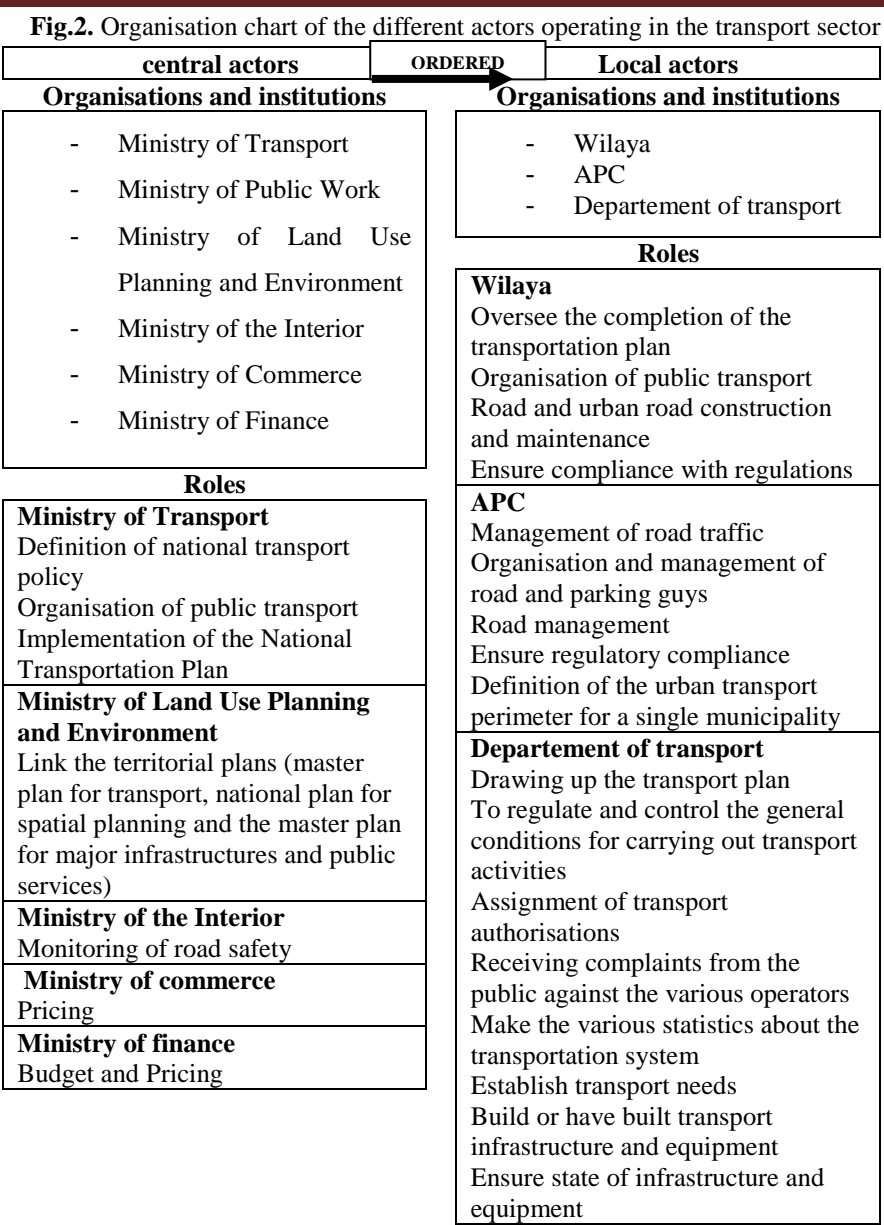 Fig.2. Organisation chart of the different actors operating in the transport sector
central actors
ORDERED
Local actors
Organisations and institutions
- Ministry of Transport
- Ministry of Public Work
- Ministry of Land Use
Planning and Environment
- Ministry of the Interior
- Ministry of Commerce
- Ministry of Finance
Roles
Ministry of Transport
Definition of national transport
policy
Organisation of public transport
Implementation of the National
Transportation Plan
Ministry of Land Use Planning
and Environment
Link the territorial plans (master
plan for transport, national plan for
spatial planning and the master plan
for major infrastructures and public
services)
Ministry of the Interior
Monitoring of road safety
Ministry of commerce
Pricing
Ministry of finance
Budget and Pricing
Organisations and institutions
- Wilaya
- APC
- Departement of transport
Roles
Wilaya
Oversee the completion of the
transportation plan
Organisation of public transport
Road and urban road construction
and maintenance
Ensure compliance with regulations
APC
Management of road traffic
Organisation and management of
road and parking guys
Road management
Ensure regulatory compliance
Definition of the urban transport
perimeter for a single municipality
Departement of transport
Drawing up the transport plan
To regulate and control the general
conditions for carrying out transport
activities
Assignment of transport
authorisations
Receiving complaints from the
public against the various operators
Make the various statistics about the
transportation system
Establish transport needs
Build or have built transport
infrastructure and equipment
Ensure state of infrastructure and
equipment